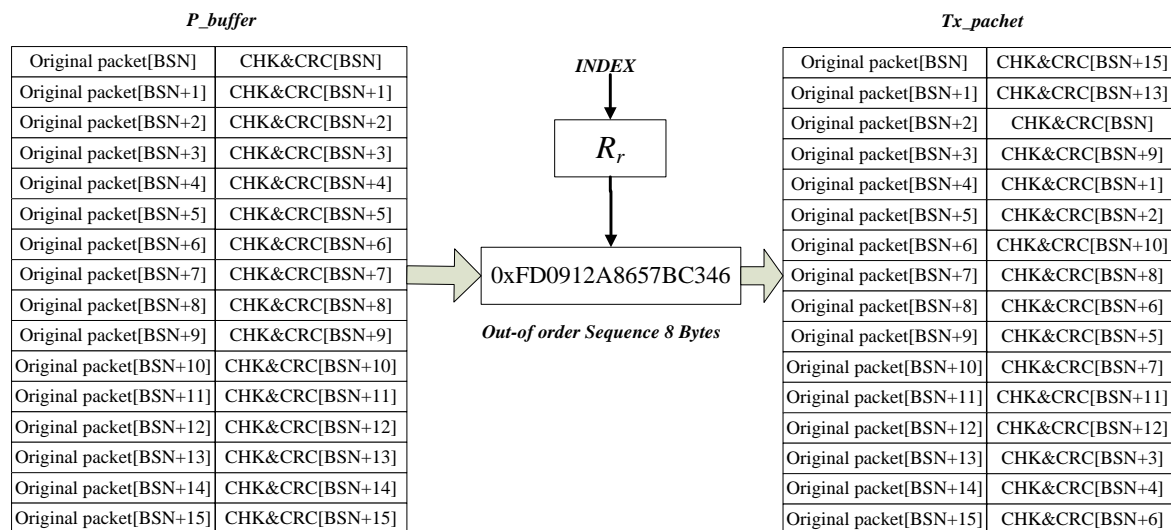 P_buffer
Original packet[BSN] CHK&CRC[BSN]
Original packet[BSN+1] CHK&CRC[BSN+1]
Original packet[BSN+2] CHK&CRC[BSN+2]
Original packet[BSN+3] CHK&CRC[BSN+3]
Original packet[BSN+4] CHK&CRC[BSN+4]
Original packet[BSN+5] CHK&CRC[BSN+5]
Original packet[BSN+6] CHK&CRC[BSN+6]
Original packet[BSN+7] CHK&CRC[BSN+7]
Original packet[BSN+8] CHK&CRC[BSN+8]
Original packet[BSN+9] CHK&CRC[BSN+9]
Original packet[BSN+10] CHK&CRC[BSN+10]
Original packet[BSN+11] CHK&CRC[BSN+11]
Original packet[BSN+12] CHK&CRC[BSN+12]
Original packet[BSN+13] CHK&CRC[BSN+13]
Original packet[BSN+14] CHK&CRC[BSN+14]
Original packet[BSN+15] CHK&CRC[BSN+15]
INDEX
R_r
0xFD0912A8657BC346
Out-of order Sequence 8 Bytes
Tx_pachet
Original packet[BSN] CHK&CRC[BSN+15]
Original packet[BSN+1] CHK&CRC[BSN+13]
Original packet[BSN+2] CHK&CRC[BSN]
Original packet[BSN+3] CHK&CRC[BSN+9]
Original packet[BSN+4] CHK&CRC[BSN+1]
Original packet[BSN+5] CHK&CRC[BSN+2]
Original packet[BSN+6] CHK&CRC[BSN+10]
Original packet[BSN+7] CHK&CRC[BSN+8]
Original packet[BSN+8] CHK&CRC[BSN+6]
Original packet[BSN+9] CHK&CRC[BSN+5]
Original packet[BSN+10] CHK&CRC[BSN+7]
Original packet[BSN+11] CHK&CRC[BSN+11]
Original packet[BSN+12] CHK&CRC[BSN+12]
Original packet[BSN+13] CHK&CRC[BSN+3]
Original packet[BSN+14] CHK&CRC[BSN+4]
Original packet[BSN+15] CHK&CRC[BSN+6]